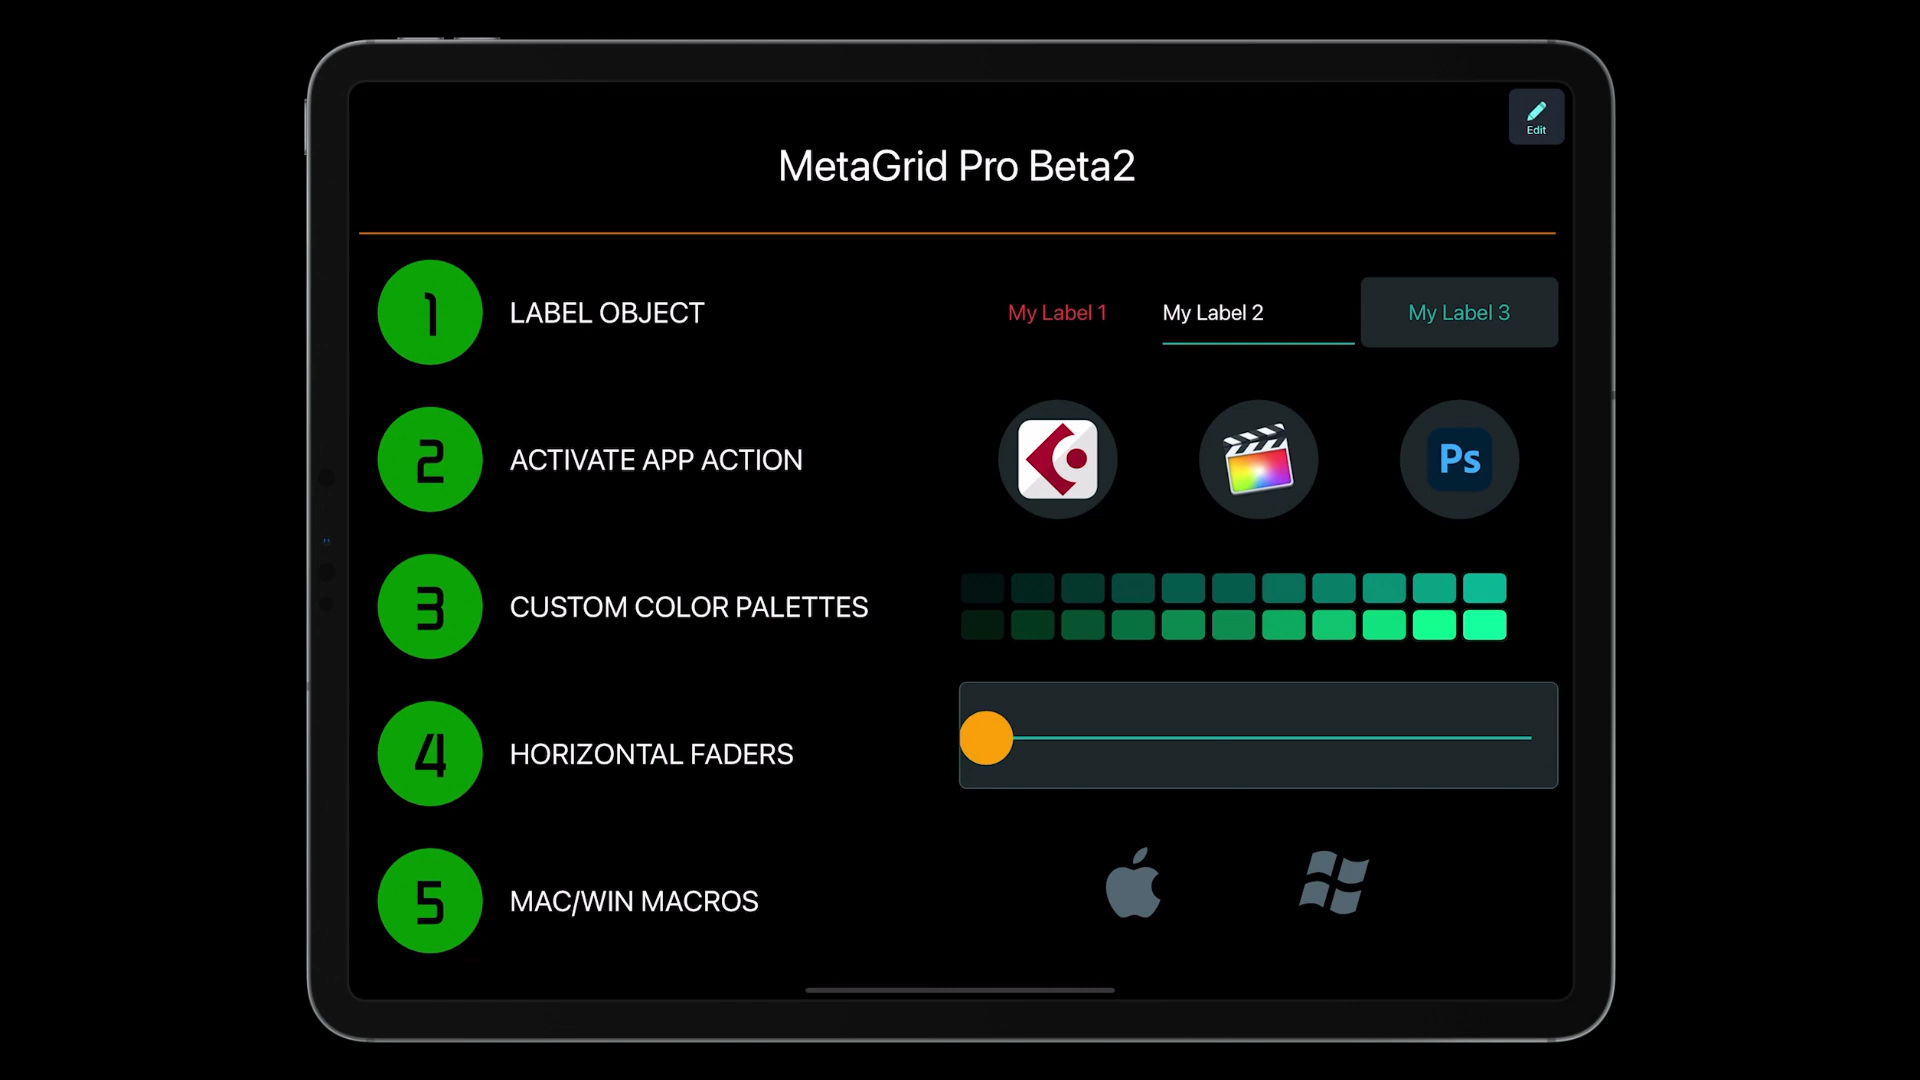 Edit
MetaGrid Pro Beta2
1 LABEL OBJECT My Label 1 My Label 2 My Label 3
2 ACTIVATE APP ACTION Ps
3 CUSTOM COLOR PALETTES
4 HORIZONTAL FADERS
5 MAC/WIN MACROS